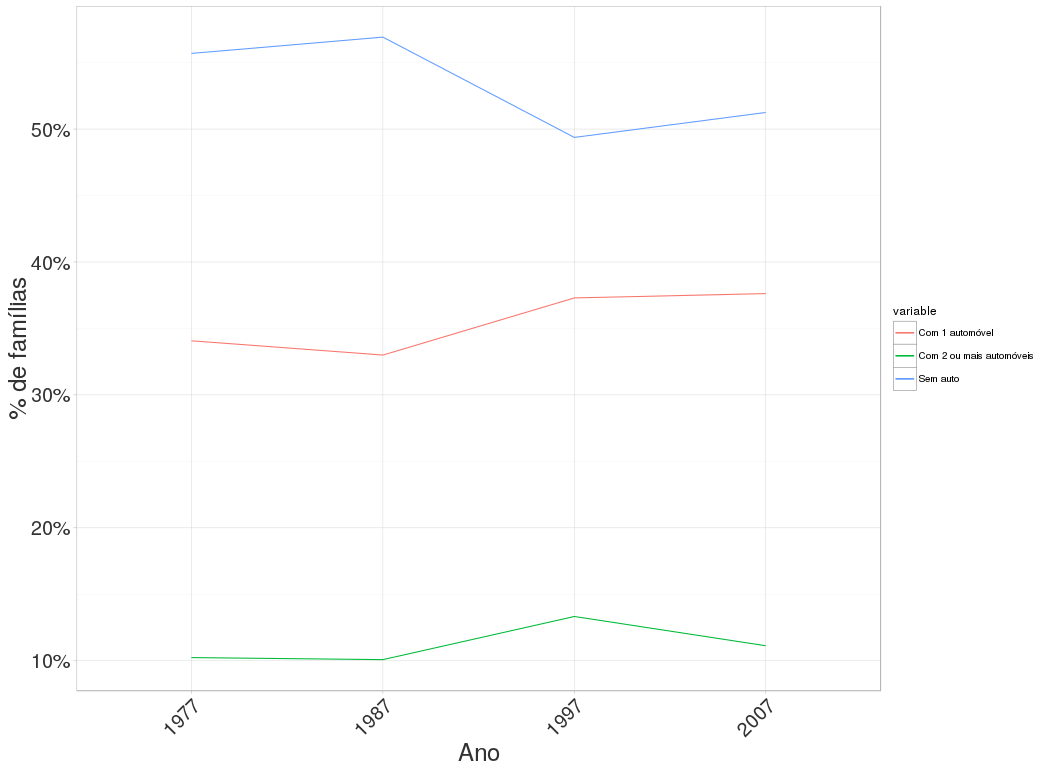 50%
40%
30%
20%
10%
% de famílias
1977
1987
1997
2007
Ano
variable
Com 1 automóvel
Com 2 ou mais automóveis
Sem auto